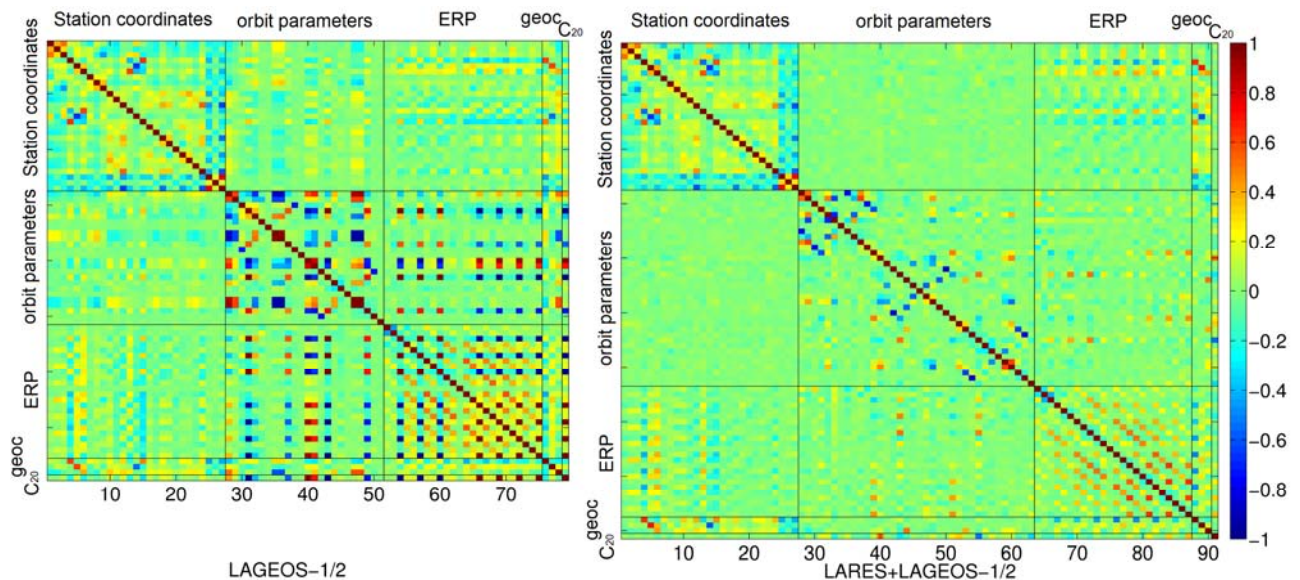 Station coordinates orbit parameters ERP geoc C20
Station coordinates
orbit parameters
ERP
geoc
C20
10 20 30 40 50 60 70
LAGEOS-1/2
Station coordinates orbit parameters ERP geoc C20
Station coordinates
orbit parameters
ERP
geoc
C20
10 20 30 40 50 60 70 80 90
LARES+LAGEOS-1/2
1
0.8
0.6
0.4
0.2
0
-0.2
-0.4
-0.6
-0.8
-1